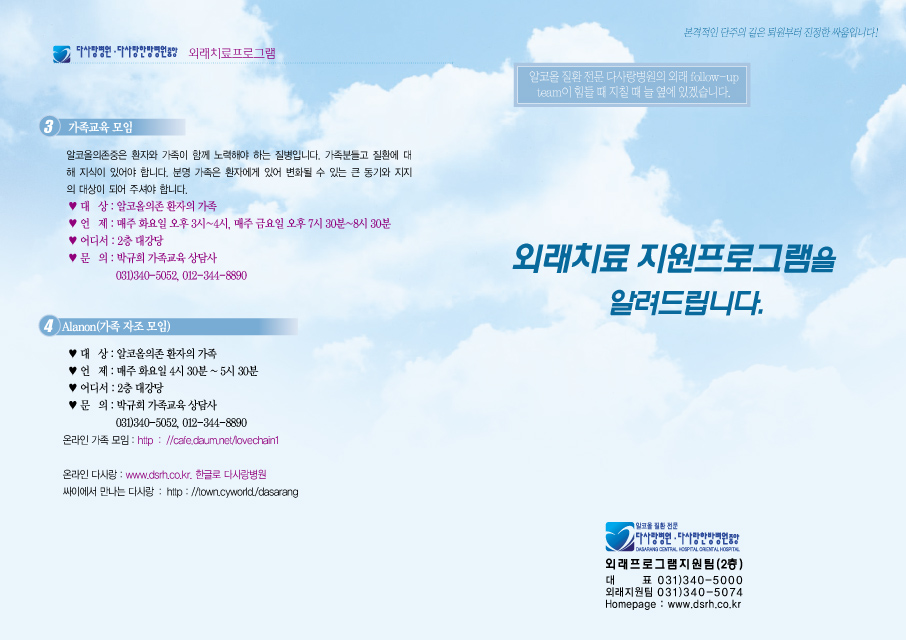 다사랑병원·다사랑한방병원중앙 외래치료프로그램
3 가족교육 모임
알코올의존증은 환자와 가족이 함께 노력해야 하는 질병입니다. 가족분들고 질환에 대
해 지식이 있어야 합니다. 분명 가족은 환자에게 있어 변화될 수 있는 큰 동기와 지지
의 대상이 되어 주셔야 합니다.
♥ 대 상 : 알코올의존 환자의 가족
♥ 언 제 : 매주 화요일 오후 3시~4시, 매주 금요일 오후 7시 30분~8시 30분
♥ 어디서 : 2층 대강당
♥ 문 의 : 박규희 가족교육 상담사
031)340-5052, 012-344-8890
4 Alanon(가족 자조 모임)
♥ 대 상 : 알코올의존 환자의 가족
♥ 언 제 : 매주 화요일 4시 30분 ~ 5시 30분
♥ 어디서 : 2층 대강당
♥ 문 의 : 박규희 가족교육 상담사
031)340-5052, 012-344-8890
온라인 가족 모임 : http : //cafe.daum.net/lovechain1
온라인 다사랑 : www.dsrh.co.kr. 한글로 다사랑병원
싸이에서 만나는 다사랑 : http : //town.cyworld./dasarang
본격적인 단주의 길은 퇴원부터 진정한 싸움입니다!
알코올 질환 전문 다사랑병원의 외래 follow-up
team이 힘들 때 지칠 때 늘 옆에 있겠습니다.
외래치료 지원프로그램을
알려드립니다.
알코올 질환 전문
다사랑병원·다사랑한방병원중앙
DASARANG CENTRAL HOSPITAL ORIENTAL HOSPITAL
외래프로그램지원팀(2층)
대 표 031)340-5000
외래지원팀 031)340-5074
Homepage : www.dsrh.co.kr